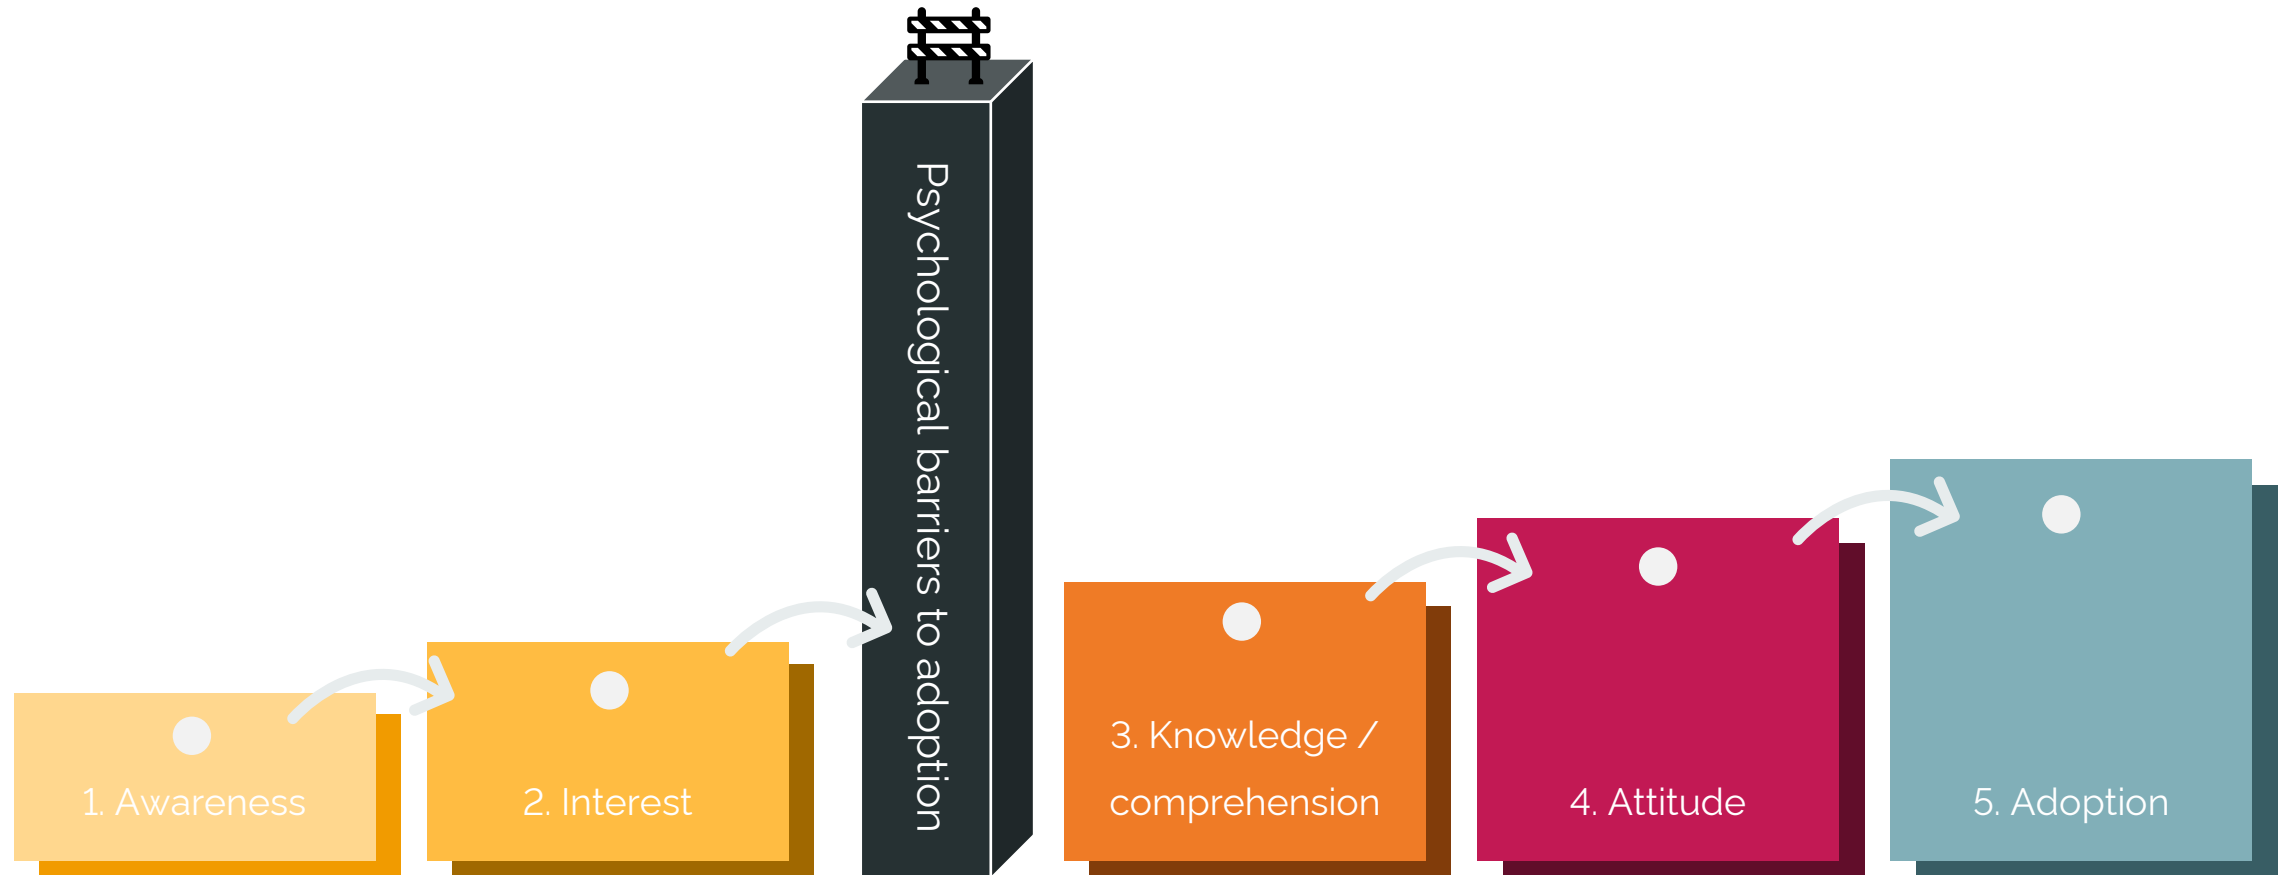 1. Awareness
2. Interest
Psychological barriers to adoption
3. Knowledge /
comprehension
4. Attitude
5. Adoption